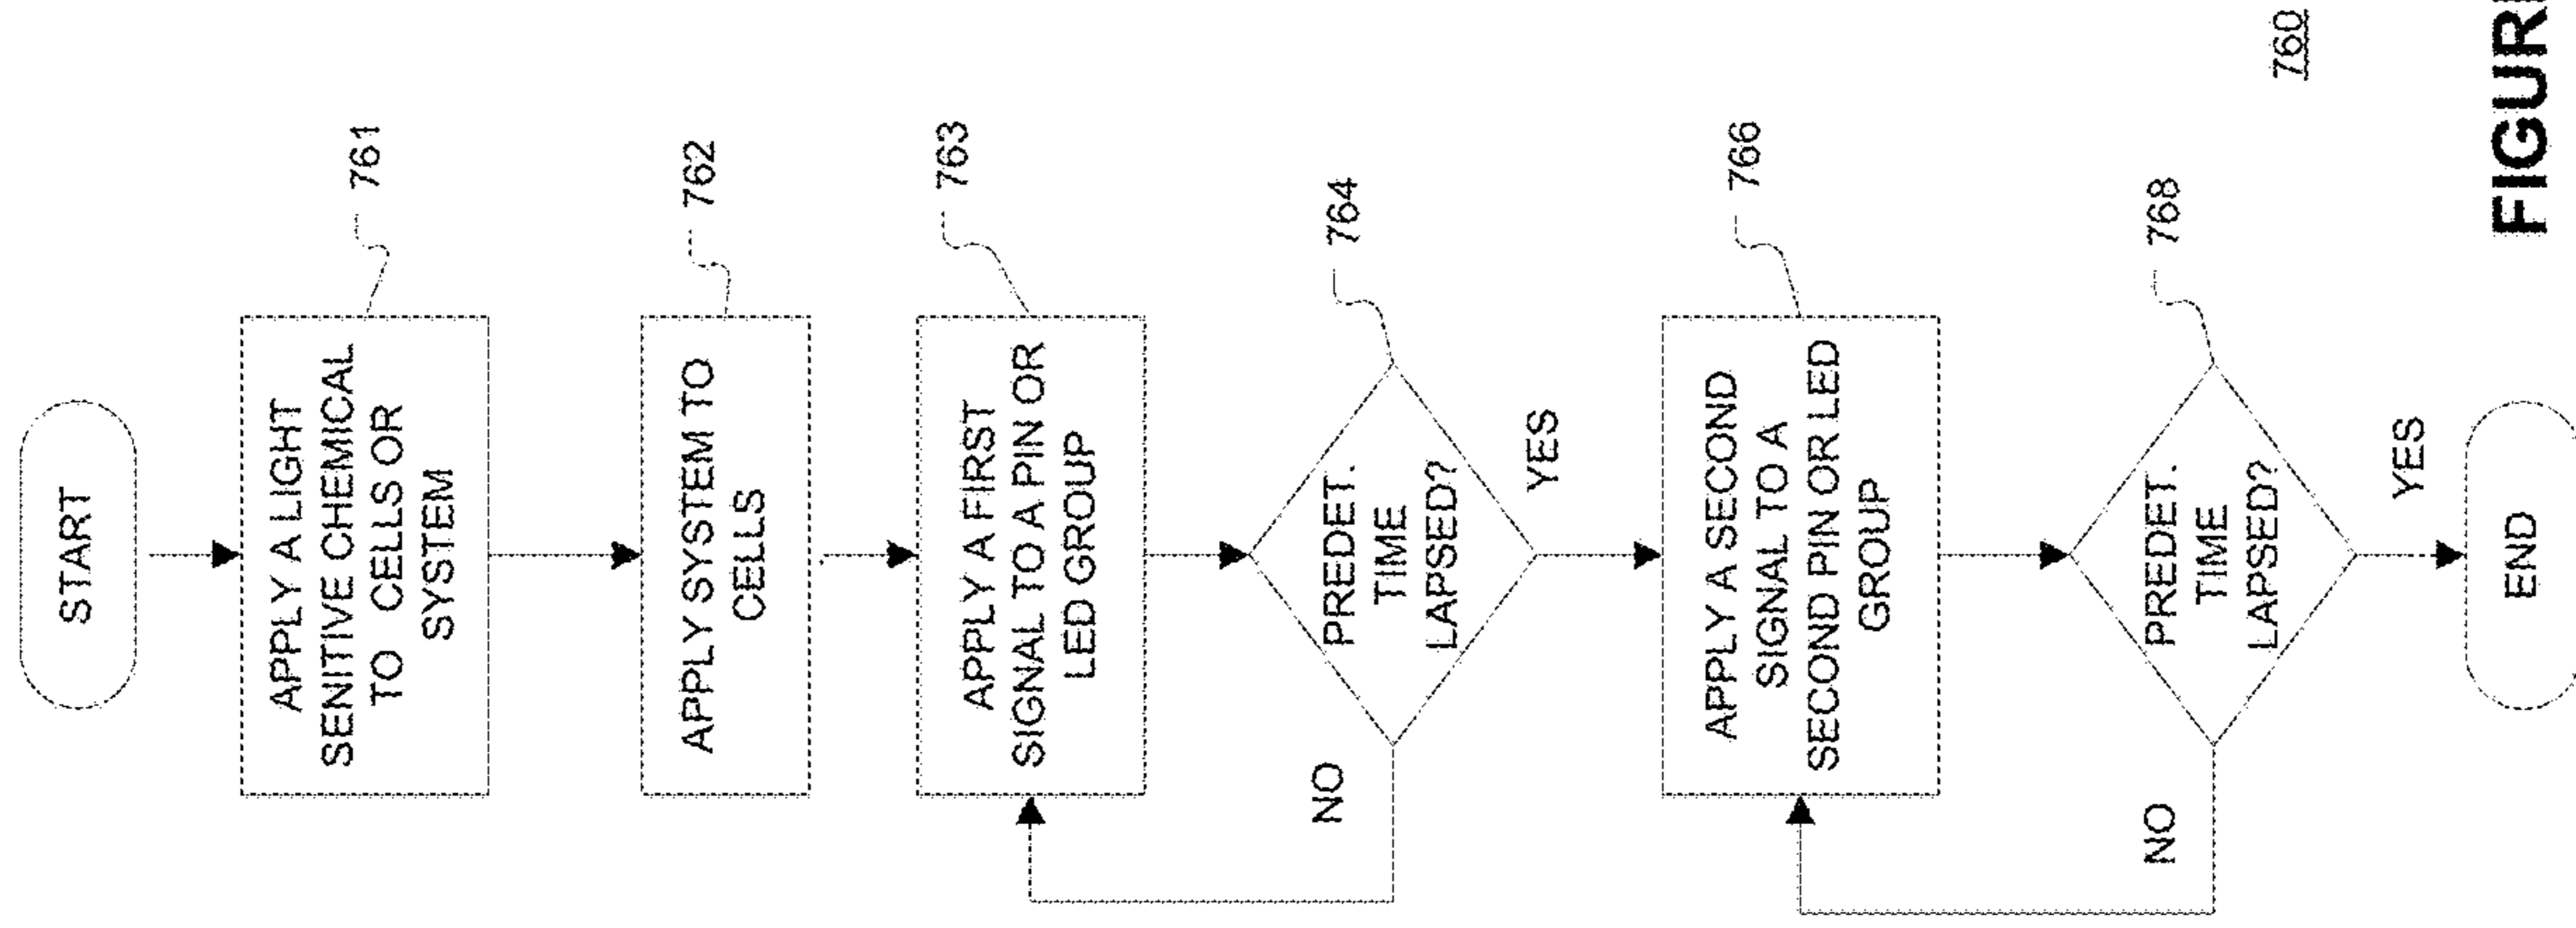 START
APPLY A LIGHT
SENITIVE CHEMICAL
TO CELLS OR
SYSTEM
761
APPLY SYSTEM TO
CELLS
762
APPLY A FIRST
SIGNAL TO A PIN OR
LED GROUP
763
PREDET.
TIME
LAPSED?
764
NO
YES
APPLY A SECOND
SIGNAL TO A
SECOND PIN OR LED
GROUP
766
PREDET.
TIME
LAPSED?
768
NO
YES
END
760